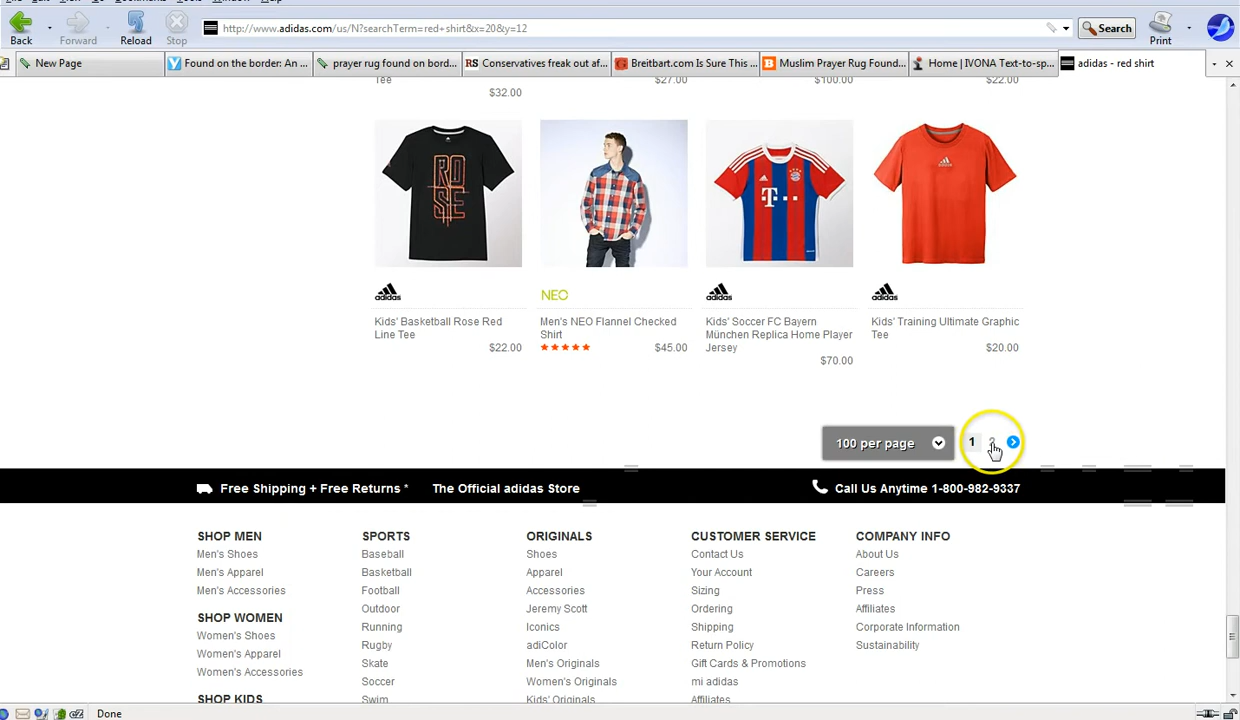 Back
Forward
Reload
Stop
http://www.adidas.com/us/N?searchTerm=red+shirt&x=20&y=12
Search
Print
New Page
Found on the border: An ...
prayer rug found on bord...
RS Conservatives freak out af...
Breitbart.com Is Sure This ...
Muslim Prayer Rug Found...
Home | IVONA Text-to-sp...
adidas - red shirt
Tee
$32.00
$27.00
$100.00
$22.00
ROSE
T
adidas
NEO
adidas
adidas
Kids' Basketball Rose Red
Line Tee
$22.00
Men's NEO Flannel Checked
Shirt
$45.00
Kids' Soccer FC Bayern
München Replica Home Player
Jersey
$70.00
Kids' Training Ultimate Graphic
Tee
$20.00
100 per page
1
2
Free Shipping + Free Returns *
The Official adidas Store
Call Us Anytime 1-800-982-9337
SHOP MEN
Men's Shoes
Men's Apparel
Men's Accessories
SHOP WOMEN
Women's Shoes
Women's Apparel
Women's Accessories
SHOP KIDS
SPORTS
Baseball
Basketball
Football
Outdoor
Running
Rugby
Skate
Soccer
Swim
ORIGINALS
Shoes
Apparel
Accessories
Jeremy Scott
Iconics
adiColor
Men's Originals
Women's Originals
Kids' Originals
CUSTOMER SERVICE
Contact Us
Your Account
Sizing
Ordering
Shipping
Return Policy
Gift Cards & Promotions
mi adidas
Affiliates
COMPANY INFO
About Us
Careers
Press
Affiliates
Corporate Information
Sustainability
Done